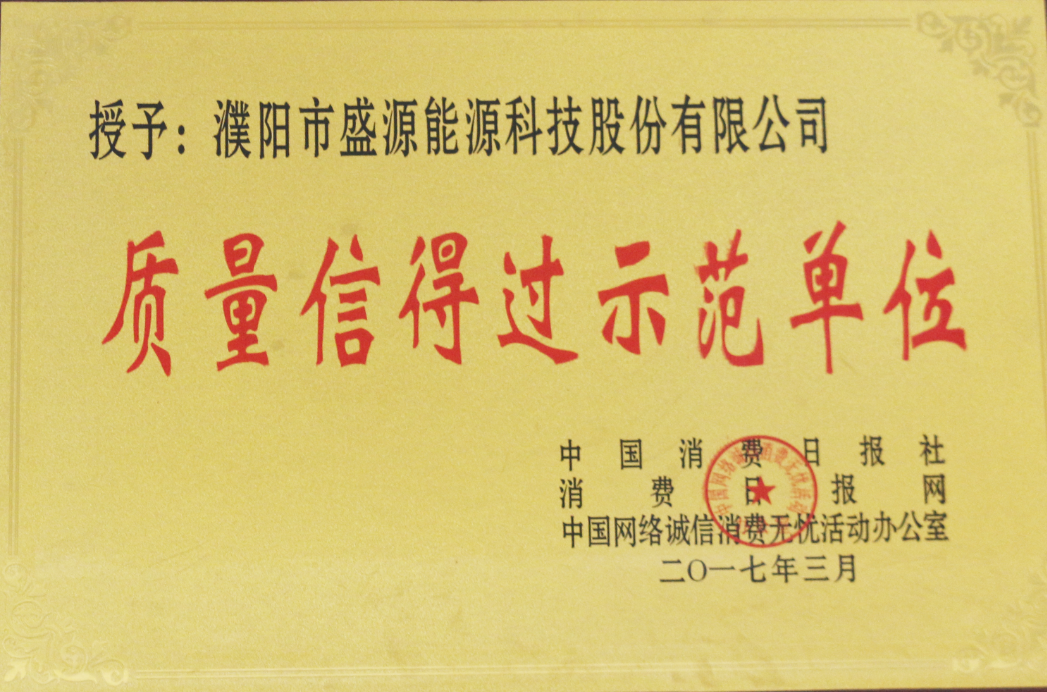 授予：濮阳市盛源能源科技股份有限公司
质量信得过示范单位
中国消费日报社
消费日报网
中国网络诚信消费无忧活动办公室
二〇一七年三月